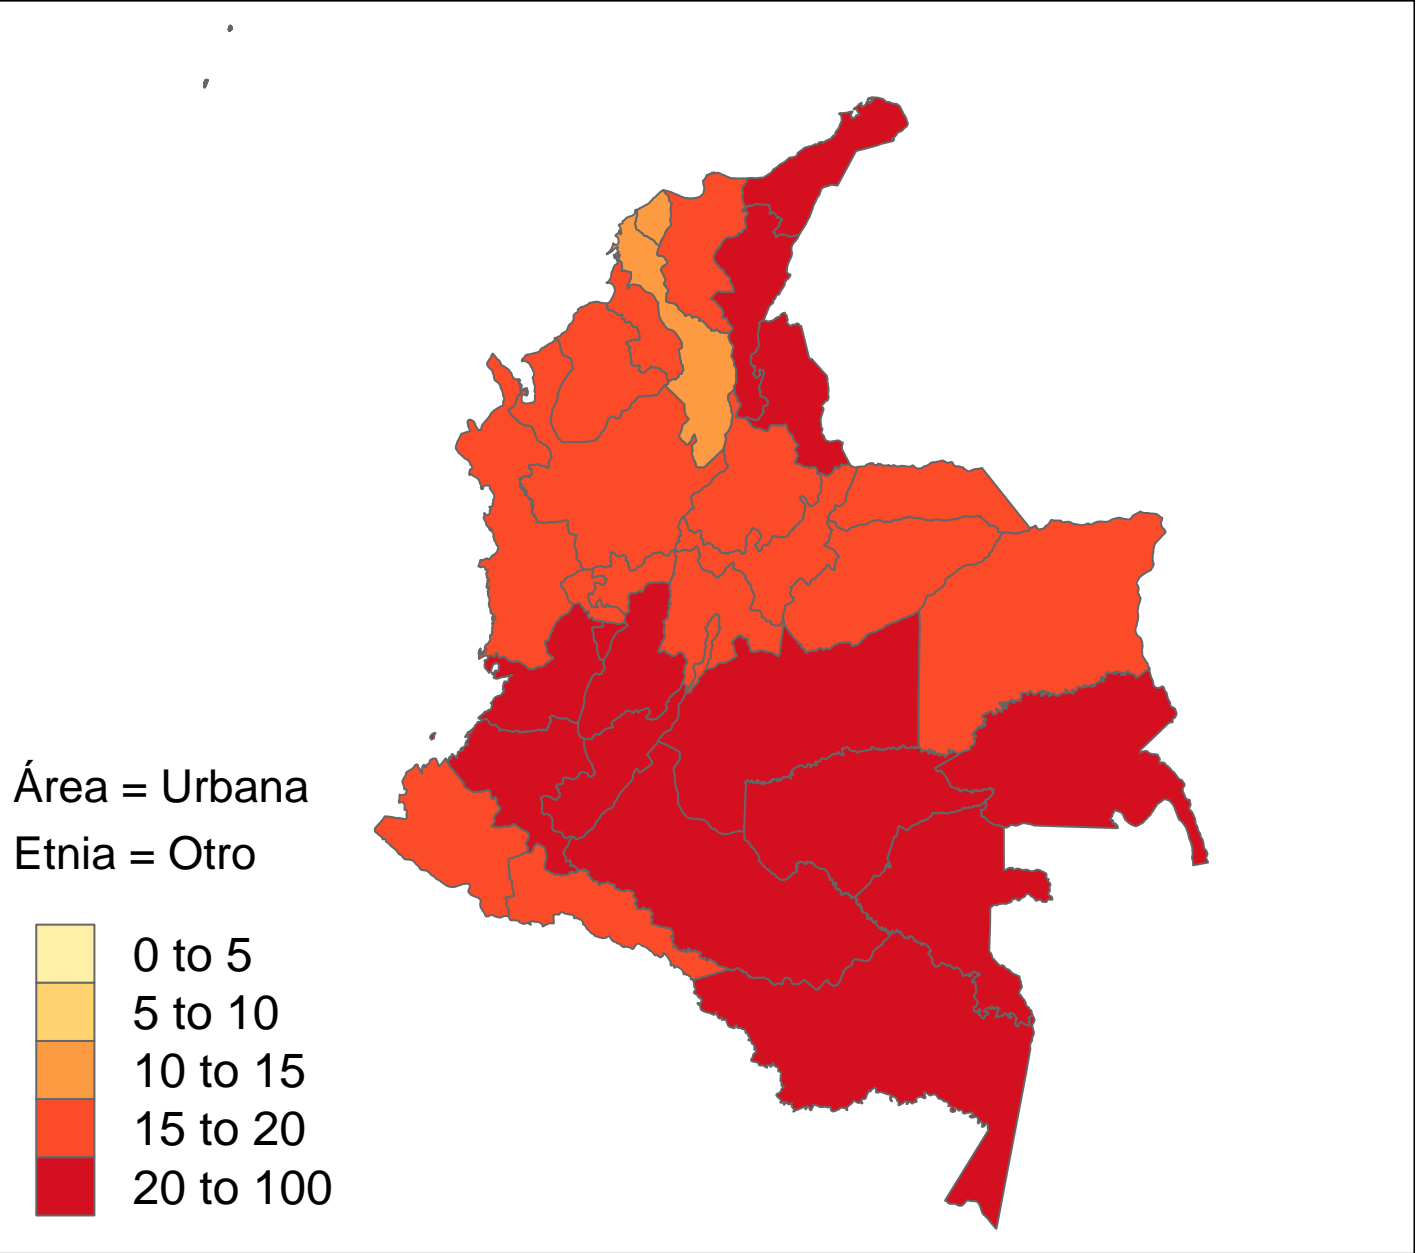 Área = Urbana
Etnia = Otro
0 to 5
5 to 10
10 to 15
15 to 20
20 to 100